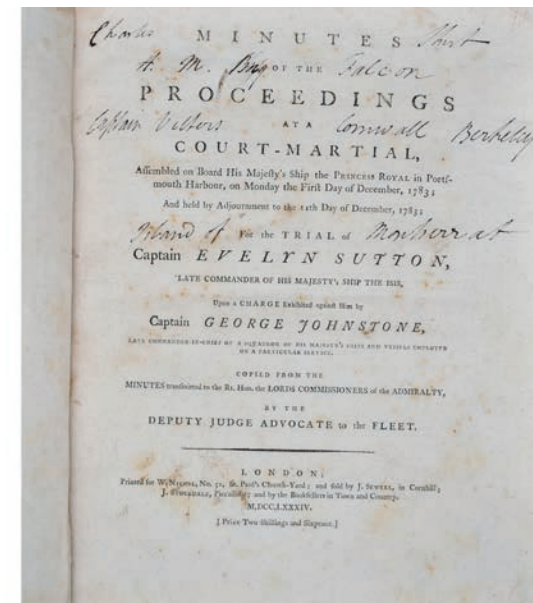 Charles MINUTES
H. M. Brig OF THE Falcon
PROCEEDINGS
Captain AT A Cornwall Berkeley
COURT-MARTIAL,
Aſſembled on Board His Majeſty's Ship the PRINCESS ROYAL in Portſ-
mouth Harbour, on Monday the Firſt Day of December, 1783;
And held by Adjournment to the 11th Day of December, 1783;
Island of For the TRIAL of Montserrat
Captain EVELYN SUTTON,
LATE COMMANDER OF HIS MAJESTY's SHIP THE ISIS,
Upon a CHARGE Exhibited againſt Him by
Captain GEORGE JOHNSTONE,
LATE COMMANDER-IN-CHIEF OF A SQUADRON OF HIS MAJESTY's SHIPS AND VESSELS EMPLOYED
ON A PARTICULAR SERVICE.
COPIED FROM THE
MINUTES tranſmitted to the Rt. Hon. the LORDS COMMISSIONERS of the ADMIRALTY,
BY THE
DEPUTY JUDGE ADVOCATE to the FLEET.
LONDON:
Printed for W. NICOLL, No. 51, St. Paul's Church-Yard; and ſold by J. SEWELL, in Cornhill;
J. STOCKDALE, Piccadilly; and by the Bookſellers in Town and Country.
M,DCC,LXXXIV.
[Price Two Shillings and Sixpence.]